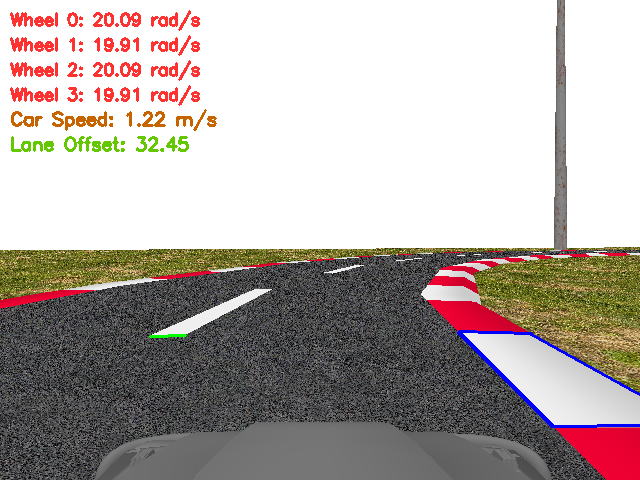 Wheel 0: 20.09 rad/s
Wheel 1: 19.91 rad/s
Wheel 2: 20.09 rad/s
Wheel 3: 19.91 rad/s
Car Speed: 1.22 m/s
Lane Offset: 32.45